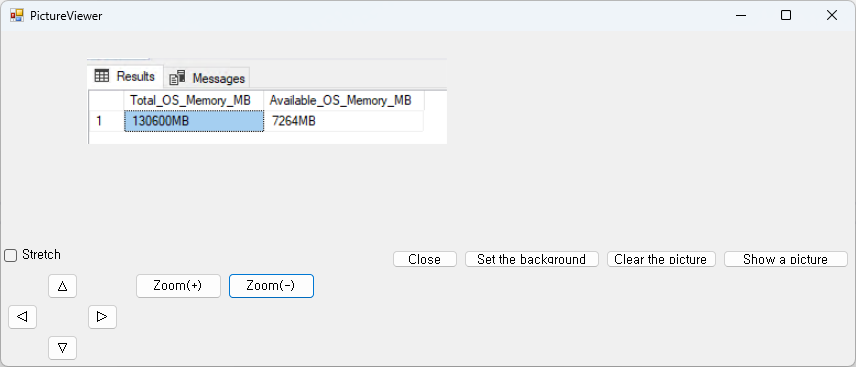 PictureViewer
Results Messages
Total_OS_Memory_MB Available_OS_Memory_MB
1 130600MB 7264MB
Stretch
Close Set the background Clear the picture Show a picture
Zoom(+) Zoom(-)